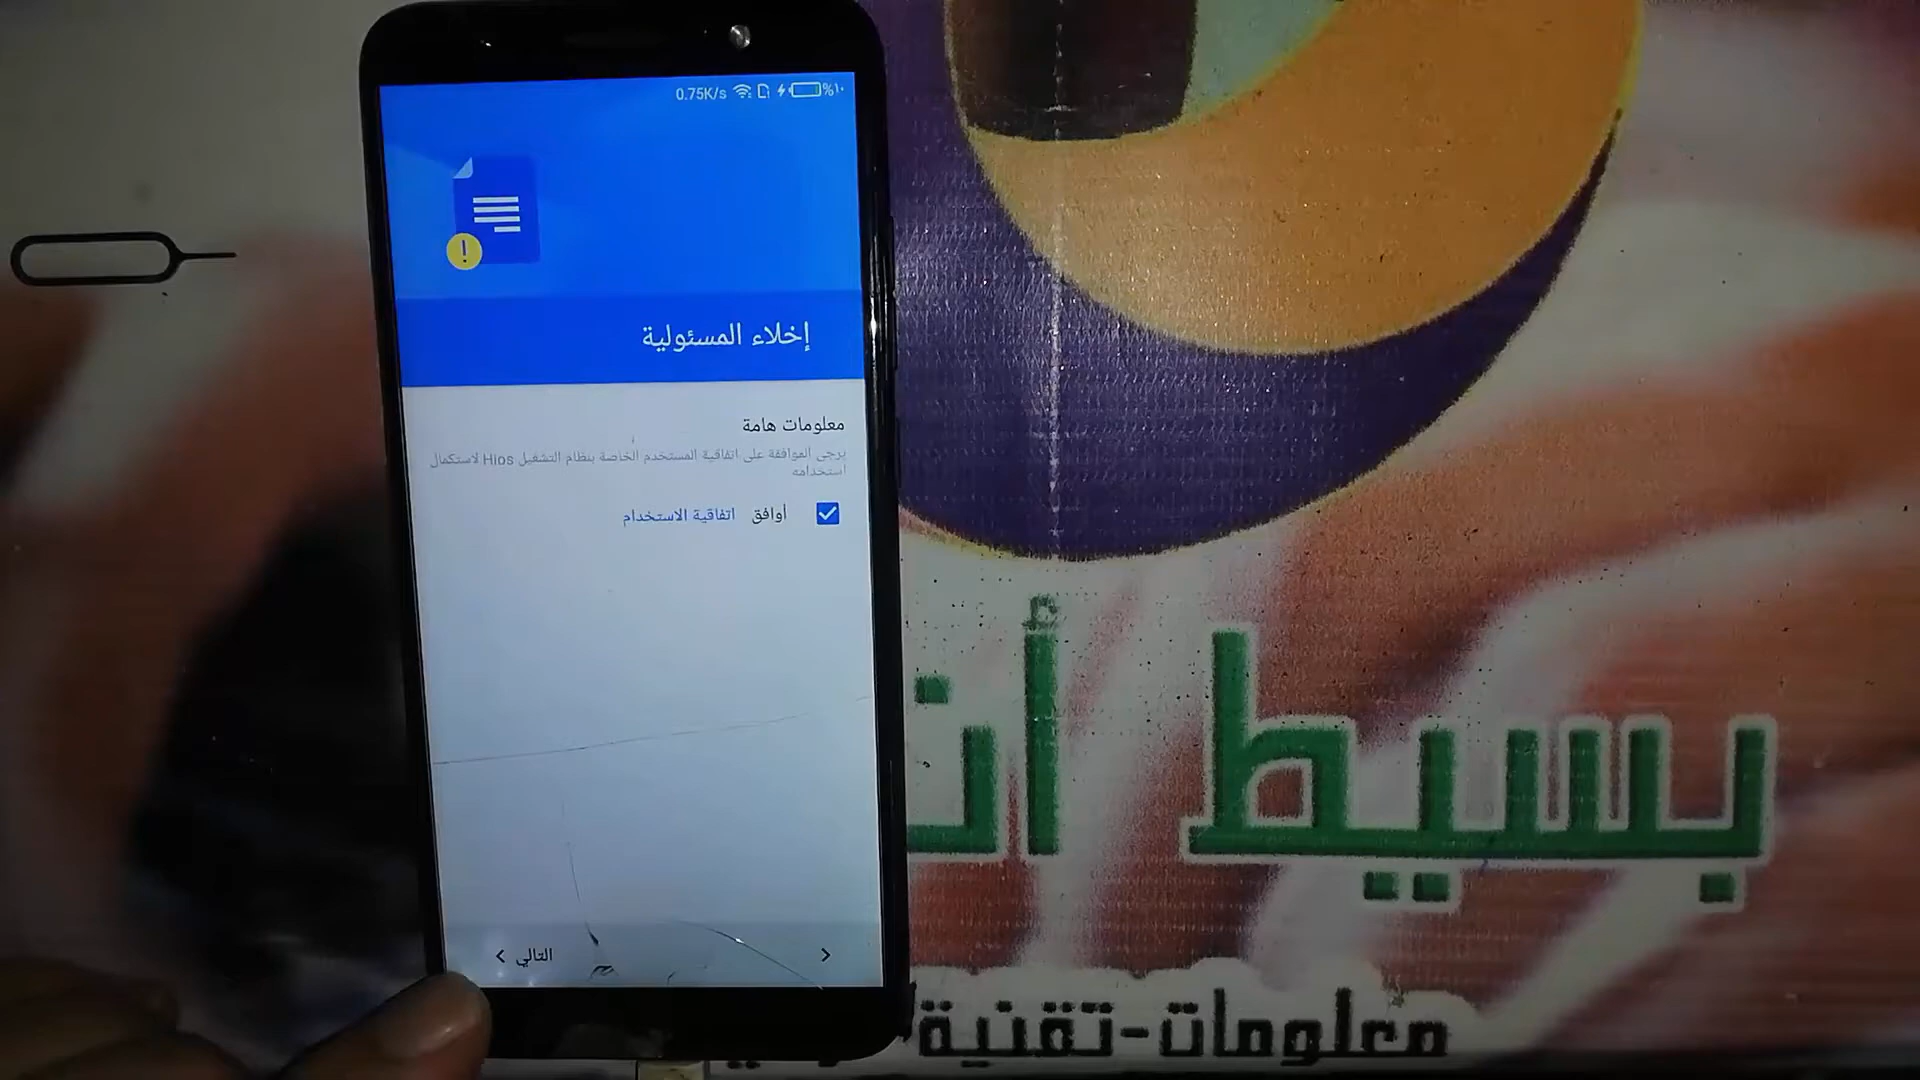 0.75K/s %١٠
إخلاء المسئولية
معلومات هامة
يرجى الموافقة على اتفاقية المستخدم الخاصة بنظام التشغيل Hios لاستكمال
استخدامه
أوافق اتفاقية الاستخدام
التالي
بسيط
معلومات-تقنية